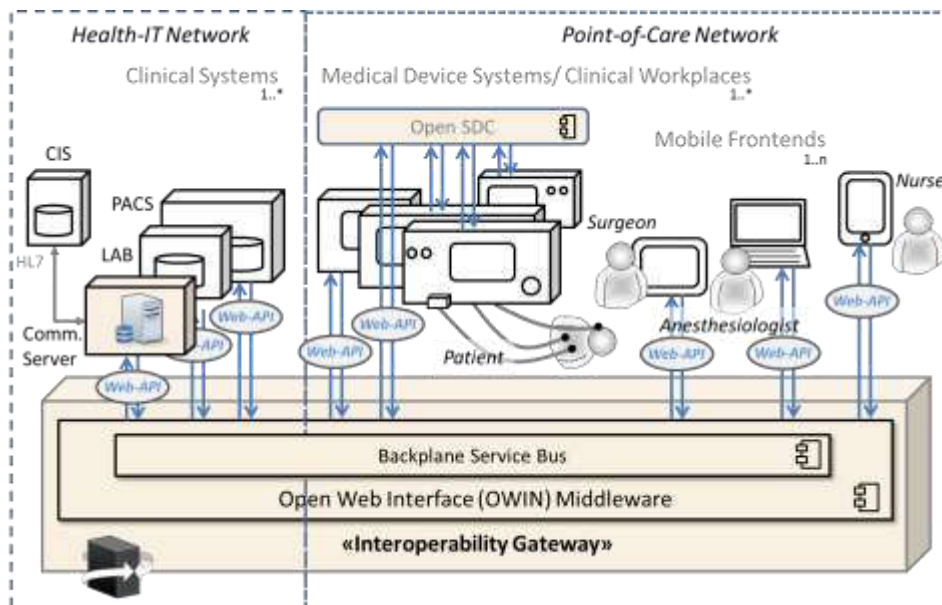 Health-IT Network
Point-of-Care Network
Clinical Systems
1..*
Medical Device Systems/ Clinical Workplaces
1..*
Open SDC
Mobile Frontends
1..n
CIS
PACS
LAB
HL7
Comm.
Server
Surgeon
Nurse
Anesthesiologist
Patient
Web-API
-API
Web-API
Web-API
Web-API
Web-API
Web-API
Web-API
Backplane Service Bus
Open Web Interface (OWIN) Middleware
«Interoperability Gateway»